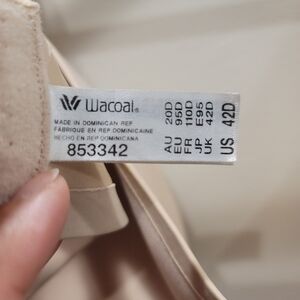 Wacoal®
MADE IN DOMINICAN REP.
FABRIQUE EN REP. DOMINICAINE
HECHO EN REP. DOMINICANA
853342
AU 20D
EU 95D
FR 110D
JP E95
UK 42D
US 42D